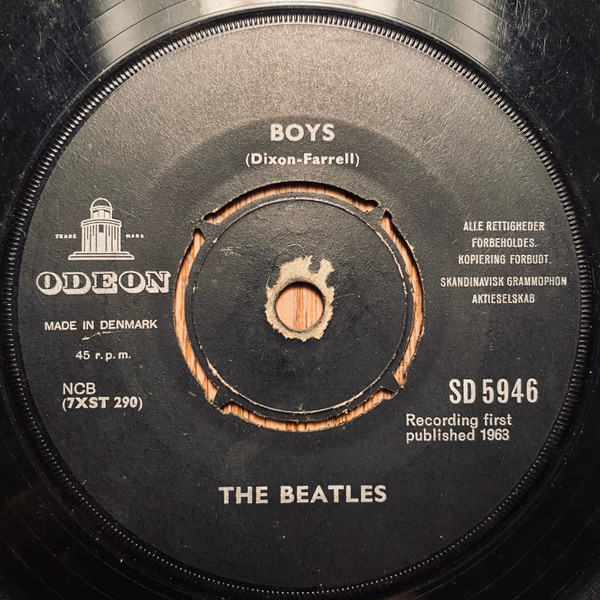 BOYS
(Dixon-Farrell)
TRADE MARK
ODEON
MADE IN DENMARK
45 r.p.m.
NCB
(7XST 290)
ALLE RETTIGHEDER
FORBEHOLDES.
KOPIERING FORBUDT.
SKANDINAVISK GRAMMOPHON
AKTIESELSKAB
SD 5946
Recording first
published 1963
THE BEATLES